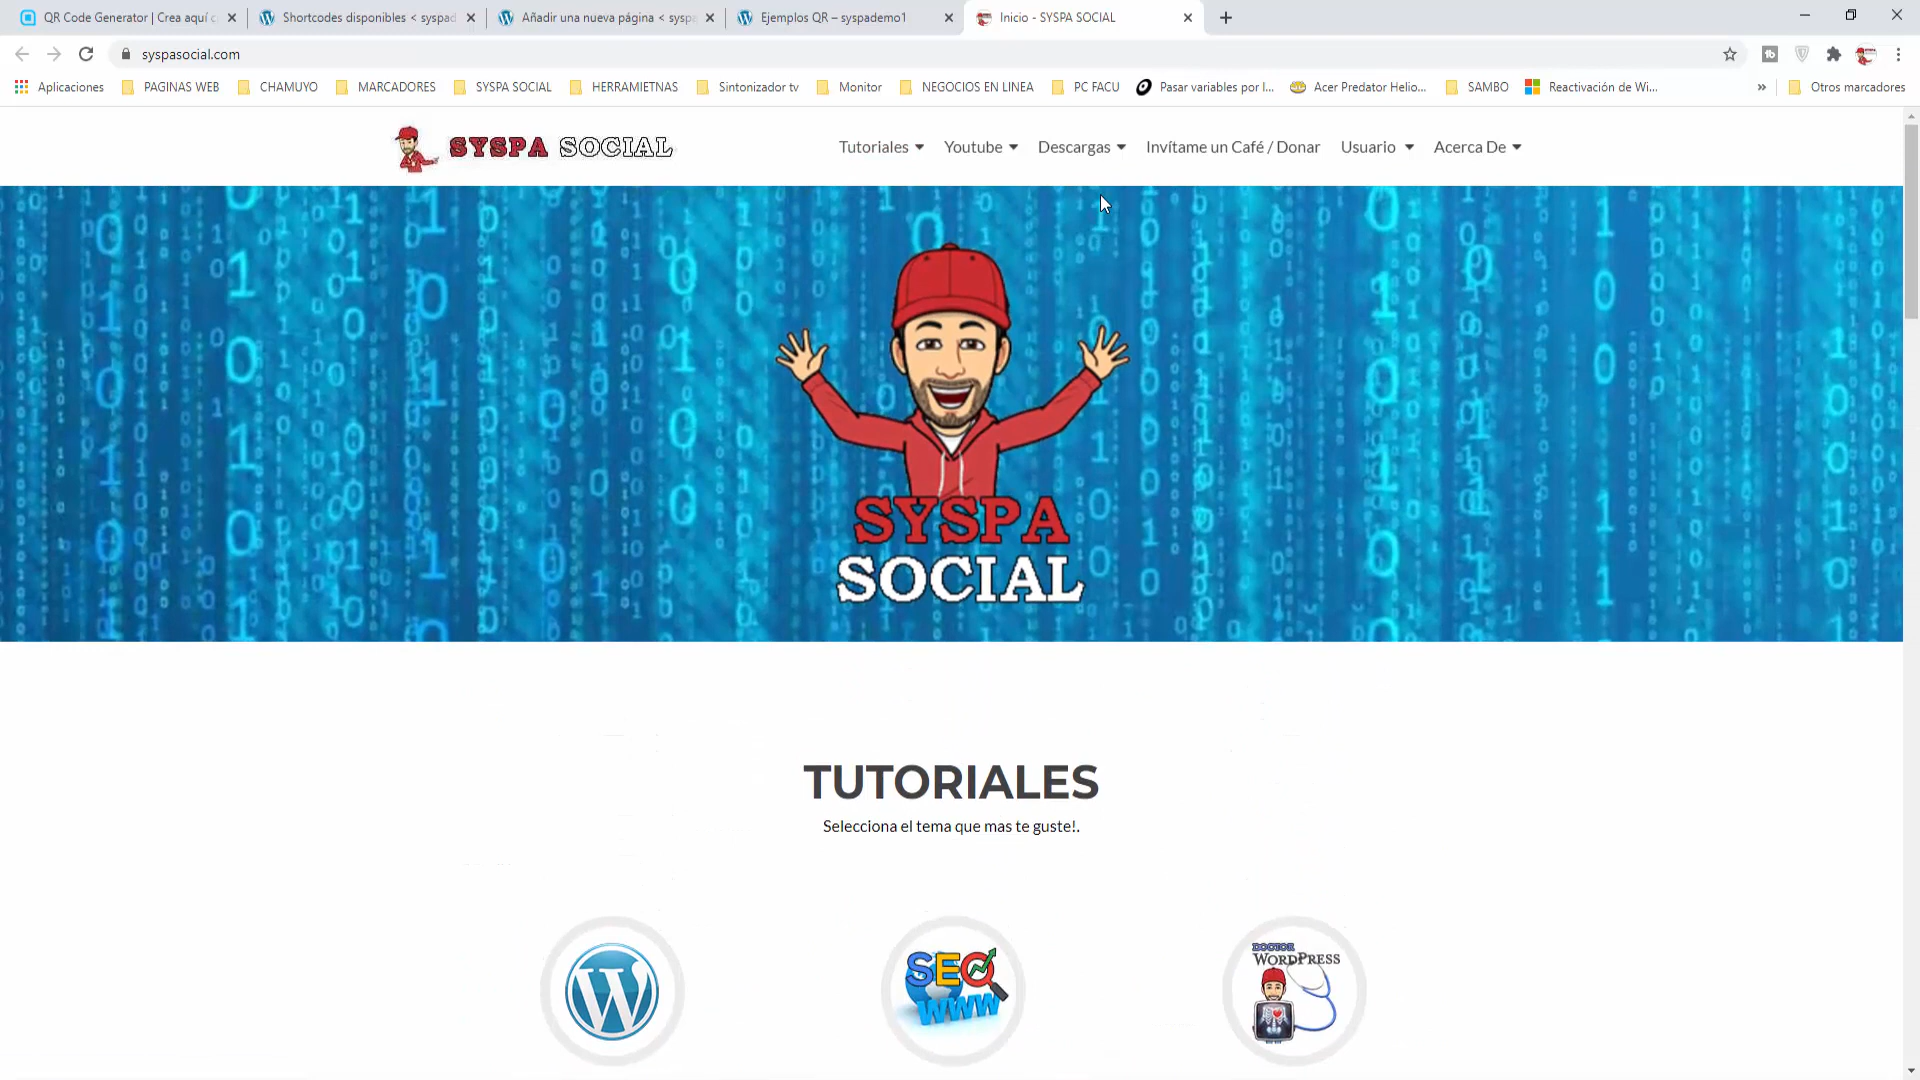 QR Code Generator | Crea aquí c
Shortcodes disponibles < syspad
Añadir una nueva página < syspa
Ejemplos QR – syspademo1
Inicio - SYSPA SOCIAL
syspasocial.com
Aplicaciones
PAGINAS WEB
CHAMUYO
MARCADORES
SYSPA SOCIAL
HERRAMIETNAS
Sintonizador tv
Monitor
NEGOCIOS EN LINEA
PC FACU
Pasar variables por l...
Acer Predator Helio...
SAMBO
Reactivación de Wi...
Otros marcadores
SYSPA SOCIAL
Tutoriales
Youtube
Descargas
Invítame un Café / Donar
Usuario
Acerca De
SYSPA
SOCIAL
TUTORIALES
Selecciona el tema que mas te guste!.
W
SEO
WWW
DOCTOR
WORDPRESS